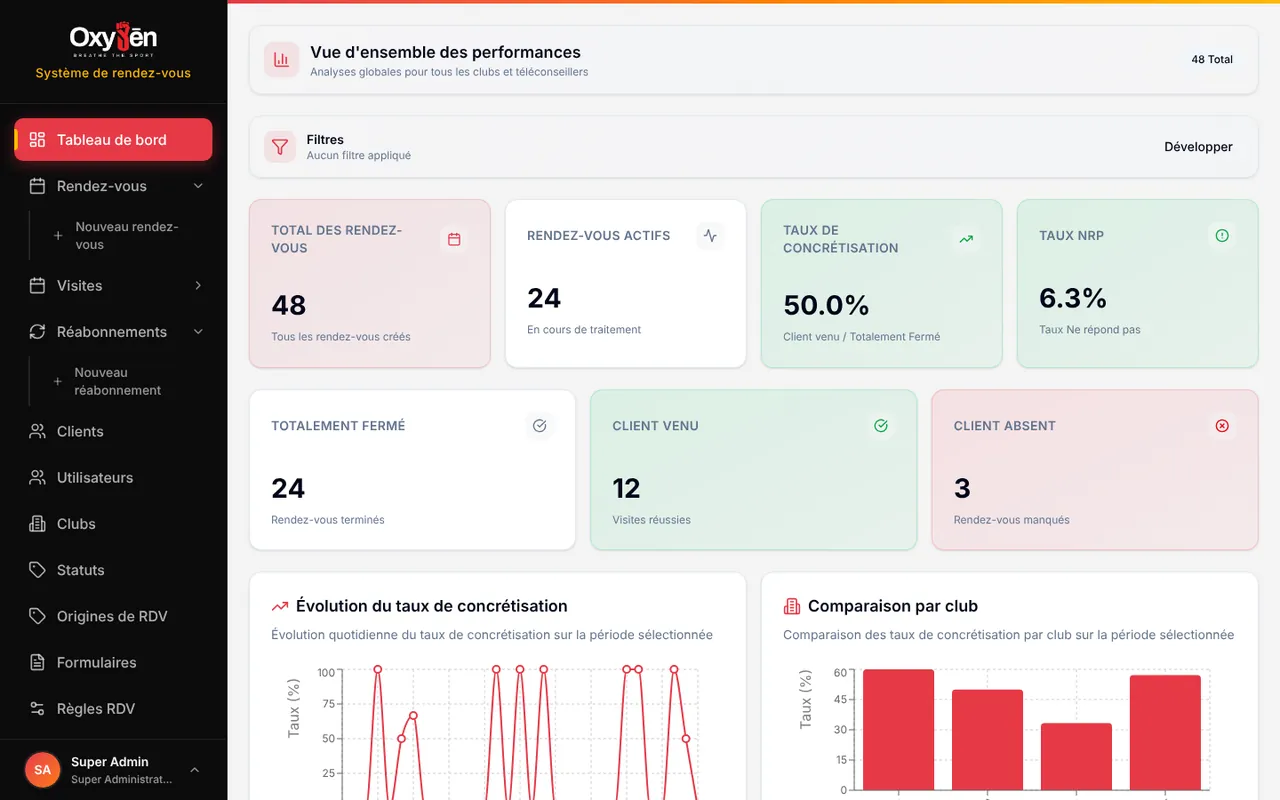 Oxygēn
BREATHE THE SPORT
Système de rendez-vous
Tableau de bord
Rendez-vous
Nouveau rendez-
vous
Visites
Réabonnements
Nouveau
réabonnement
Clients
Utilisateurs
Clubs
Statuts
Origines de RDV
Formulaires
Règles RDV
SA
Super Admin
Super Administrat...
Vue d'ensemble des performances
Analyses globales pour tous les clubs et téléconseillers
48 Total
Filtres
Aucun filtre appliqué
Développer
TOTAL DES RENDEZ-
VOUS
48
Tous les rendez-vous créés
RENDEZ-VOUS ACTIFS
24
En cours de traitement
TAUX DE
CONCRÉTISATION
50.0%
Client venu / Totalement Fermé
TAUX NRP
6.3%
Taux Ne répond pas
TOTALEMENT FERMÉ
24
Rendez-vous terminés
CLIENT VENU
12
Visites réussies
CLIENT ABSENT
3
Rendez-vous manqués
Évolution du taux de concrétisation
Évolution quotidienne du taux de concrétisation sur la période sélectionnée
Taux (%)
100
75
50
25
Comparaison par club
Comparaison des taux de concrétisation par club sur la période sélectionnée
Taux (%)
60
45
30
15
0